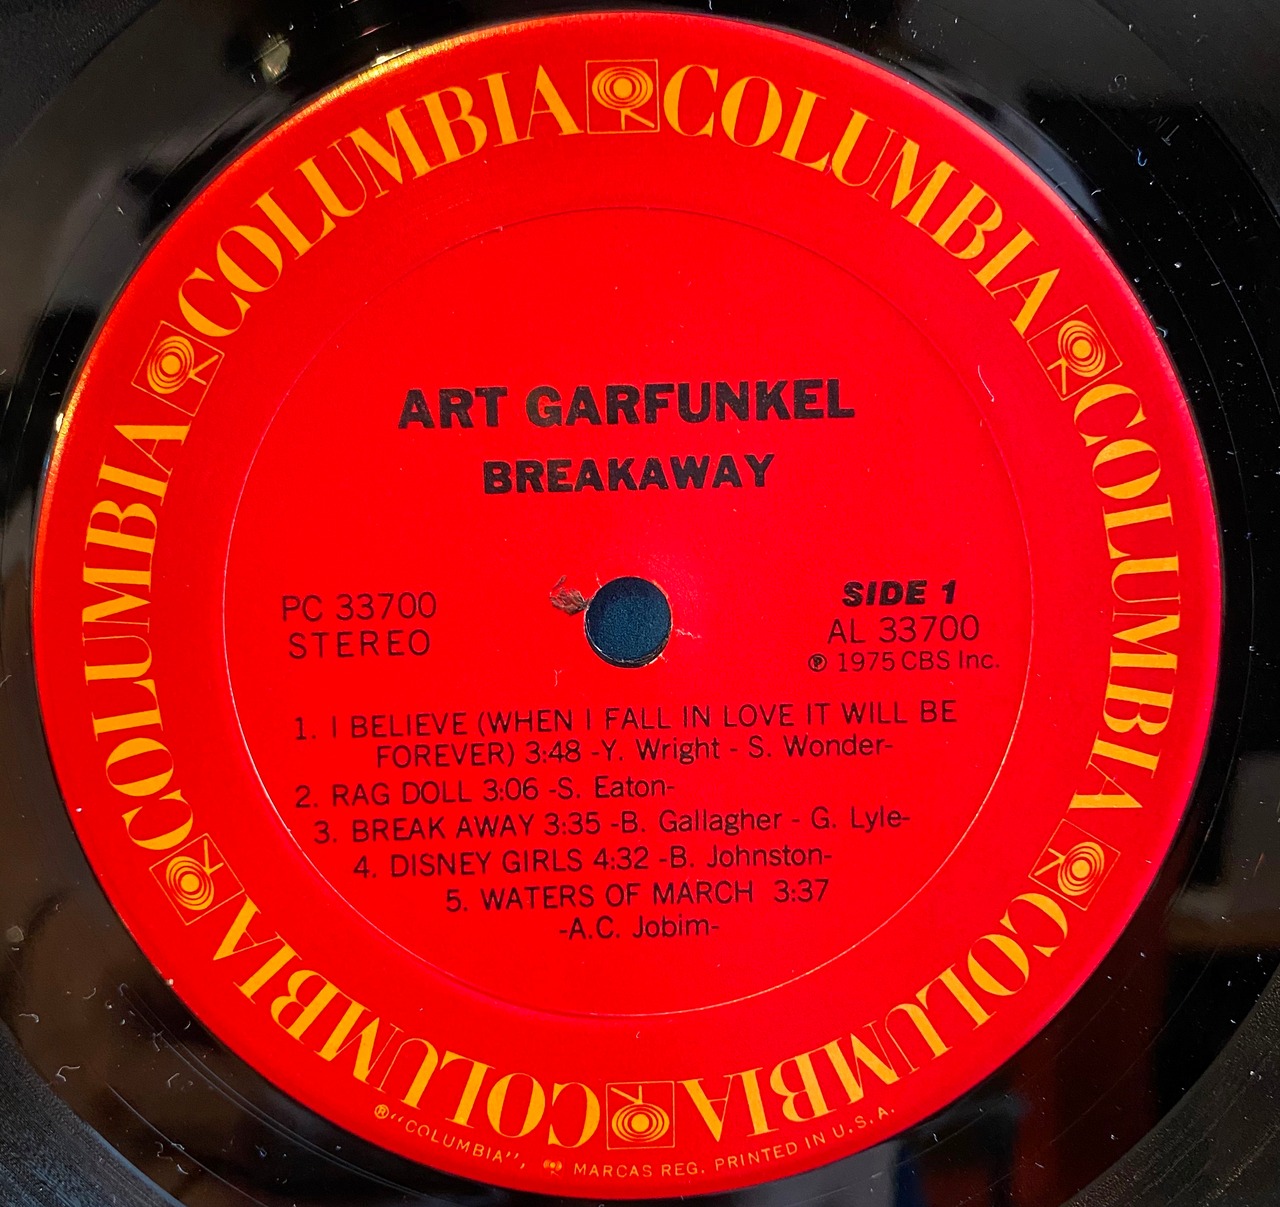 COLUMBIA COLUMBIA COLUMBIA COLUMBIA COLUMBIA COLUMBIA
ART GARFUNKEL
BREAKAWAY
PC 33700
STEREO
SIDE 1
AL 33700
℗ 1975 CBS Inc.
1. I BELIEVE (WHEN I FALL IN LOVE IT WILL BE
FOREVER) 3:48 -Y. Wright - S. Wonder-
2. RAG DOLL 3:06 -S. Eaton-
3. BREAK AWAY 3:35 -B. Gallagher - G. Lyle-
4. DISNEY GIRLS 4:32 -B. Johnston-
5. WATERS OF MARCH 3:37
-A.C. Jobim-
®"COLUMBIA", MARCAS REG. PRINTED IN U.S.A.
TM